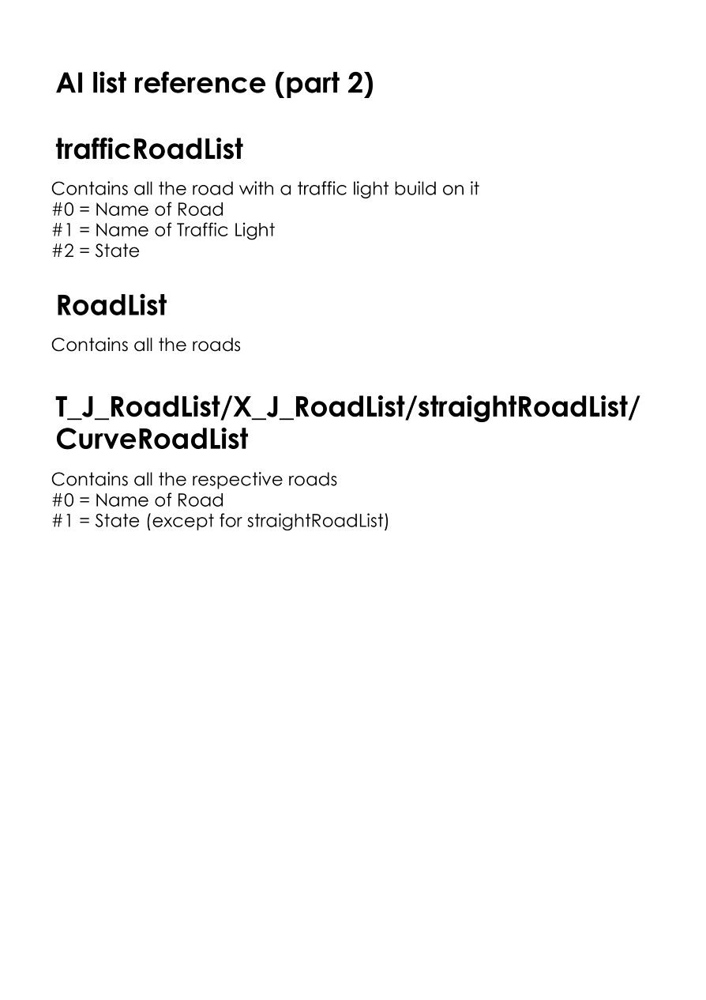 AI list reference (part 2)
trafficRoadList
Contains all the road with a traffic light build on it
#0 = Name of Road
#1 = Name of Traffic Light
#2 = State
RoadList
Contains all the roads
T_J_RoadList/X_J_RoadList/straightRoadList/
CurveRoadList
Contains all the respective roads
#0 = Name of Road
#1 = State (except for straightRoadList)